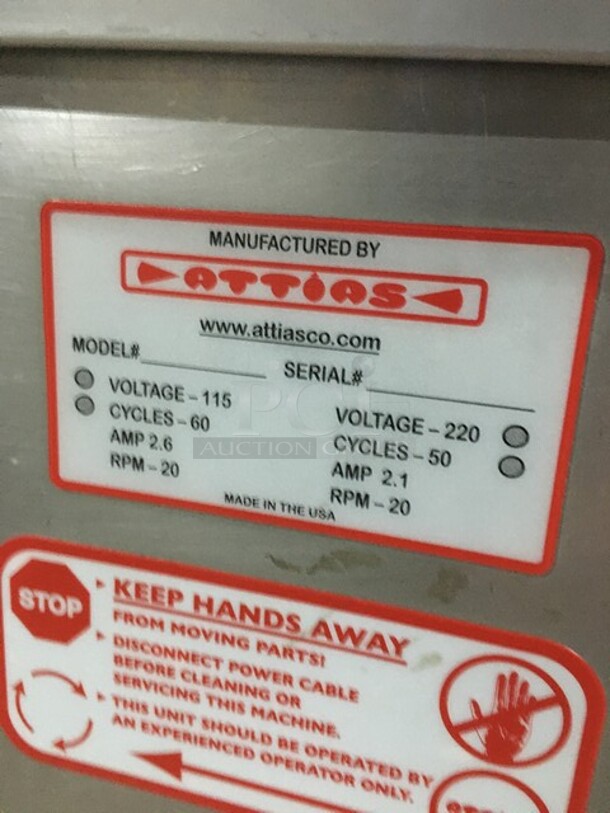 MANUFACTURED BY
ATTIAS
www.attiasco.com
MODEL#
SERIAL#
VOLTAGE - 115
CYCLES - 60
AMP 2.6
RPM - 20
VOLTAGE - 220
CYCLES - 50
AMP 2.1
RPM - 20
MADE IN THE USA
STOP
KEEP HANDS AWAY
FROM MOVING PARTS!
DISCONNECT POWER CABLE
BEFORE CLEANING OR
SERVICING THIS MACHINE.
THIS UNIT SHOULD BE OPERATED BY
AN EXPERIENCED OPERATOR ONLY.
AUCTION